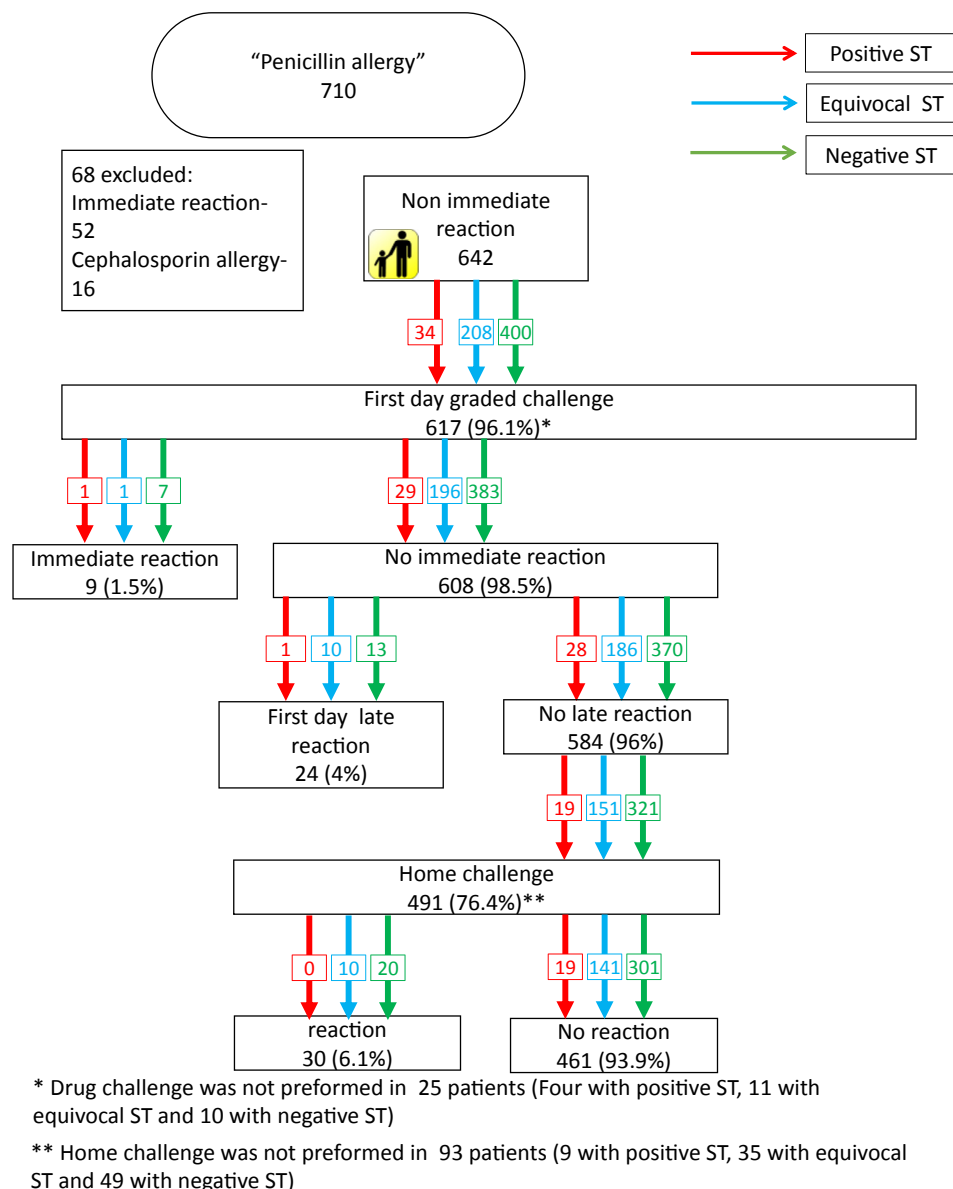 “Penicillin allergy”
710
Positive ST
Equivocal ST
Negative ST
68 excluded:
Immediate reaction-
52
Cephalosporin allergy-
16
Non immediate
reaction
642
34
208
400
First day graded challenge
617 (96.1%)*
1
1
7
29
196
383
Immediate reaction
9 (1.5%)
No immediate reaction
608 (98.5%)
1
10
13
28
186
370
First day late
reaction
24 (4%)
No late reaction
584 (96%)
19
151
321
Home challenge
491 (76.4%)**
0
10
20
19
141
301
reaction
30 (6.1%)
No reaction
461 (93.9%)
* Drug challenge was not preformed in 25 patients (Four with positive ST, 11 with
equivocal ST and 10 with negative ST)
** Home challenge was not preformed in 93 patients (9 with positive ST, 35 with equivocal
ST and 49 with negative ST)